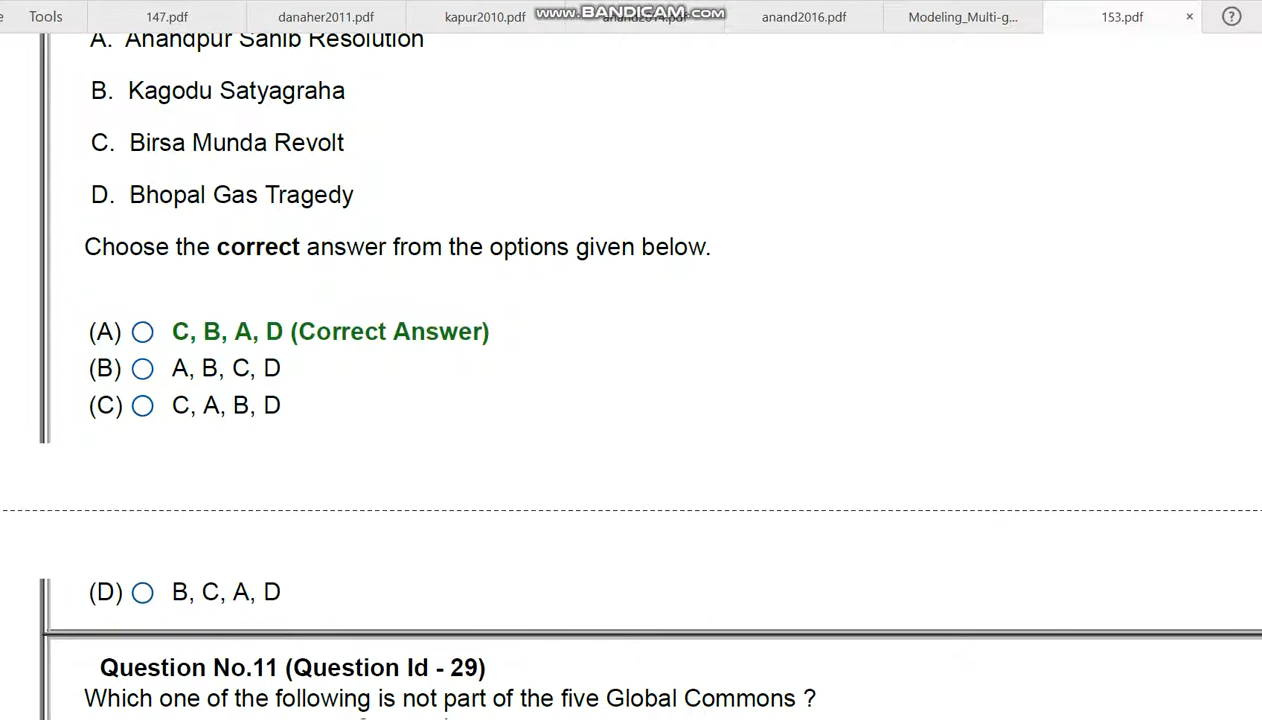 Tools 147.pdf danaher2011.pdf kapur2010.pdf anand2014.pdf anand2016.pdf Modeling_Multi-g... 153.pdf × ?
www.BANDICAM.com
A. Anandpur Sahib Resolution
B. Kagodu Satyagraha
C. Birsa Munda Revolt
D. Bhopal Gas Tragedy
Choose the correct answer from the options given below.
(A) C, B, A, D (Correct Answer)
(B) A, B, C, D
(C) C, A, B, D
(D) B, C, A, D
Question No.11 (Question Id - 29)
Which one of the following is not part of the five Global Commons ?